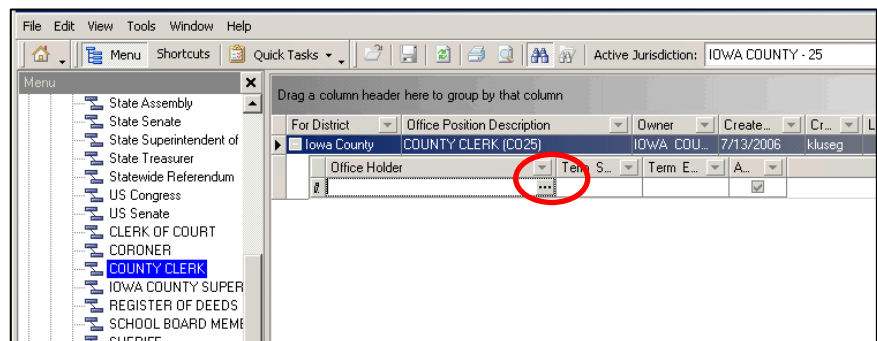 File Edit View Tools Window Help
Menu Shortcuts Quick Tasks Active Jurisdiction: IOWA COUNTY - 25
Menu
State Assembly
State Senate
State Superintendent of
State Treasurer
Statewide Referendum
US Congress
US Senate
CLERK OF COURT
CORONER
COUNTY CLERK
IOWA COUNTY SUPER
REGISTER OF DEEDS
SCHOOL BOARD MEME
SHERIFF
Drag a column header here to group by that column
For District Office Position Description Owner Create... Cr... L
Iowa County COUNTY CLERK (CO25) IOWA COU... 7/13/2006 kluseg
Office Holder Term S... Term E... A...
...